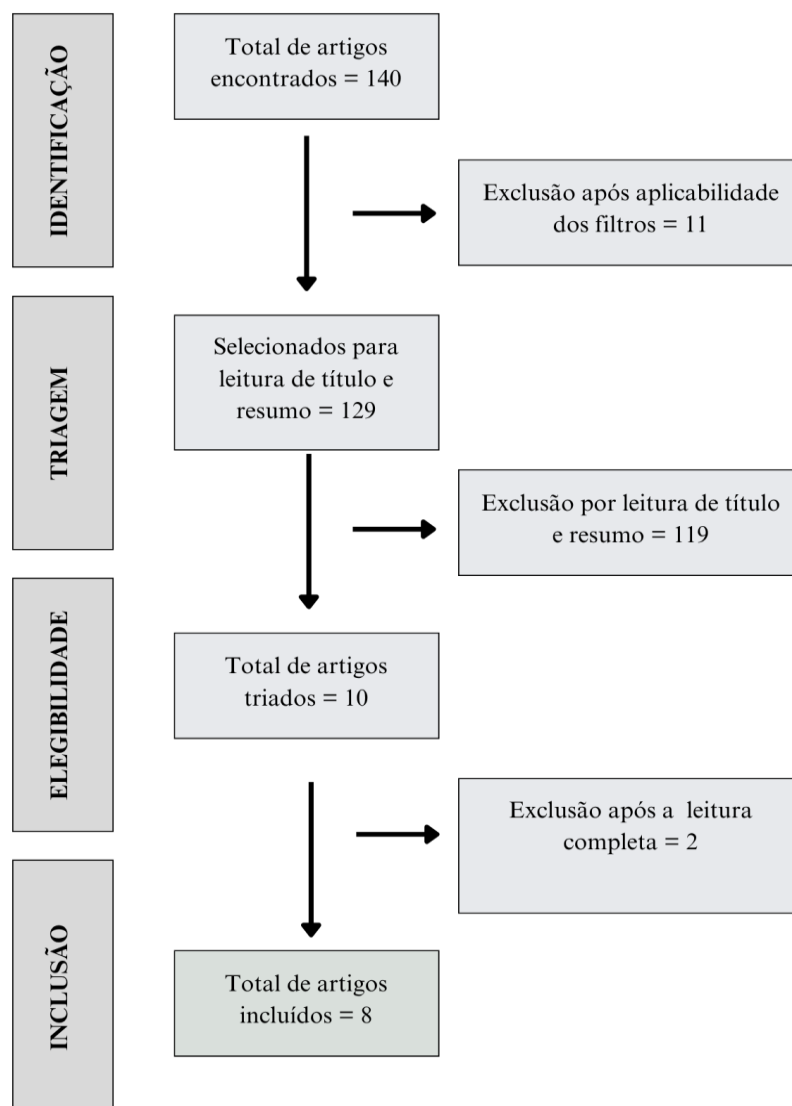 IDENTIFICAÇÃO
Total de artigos
encontrados = 140
Exclusão após aplicabilidade
dos filtros = 11
TRIAGEM
Selecionados para
leitura de título e
resumo = 129
Exclusão por leitura de título
e resumo = 119
ELEGIBILIDADE
Total de artigos
triados = 10
Exclusão após a leitura
completa = 2
INCLUSÃO
Total de artigos
incluídos = 8